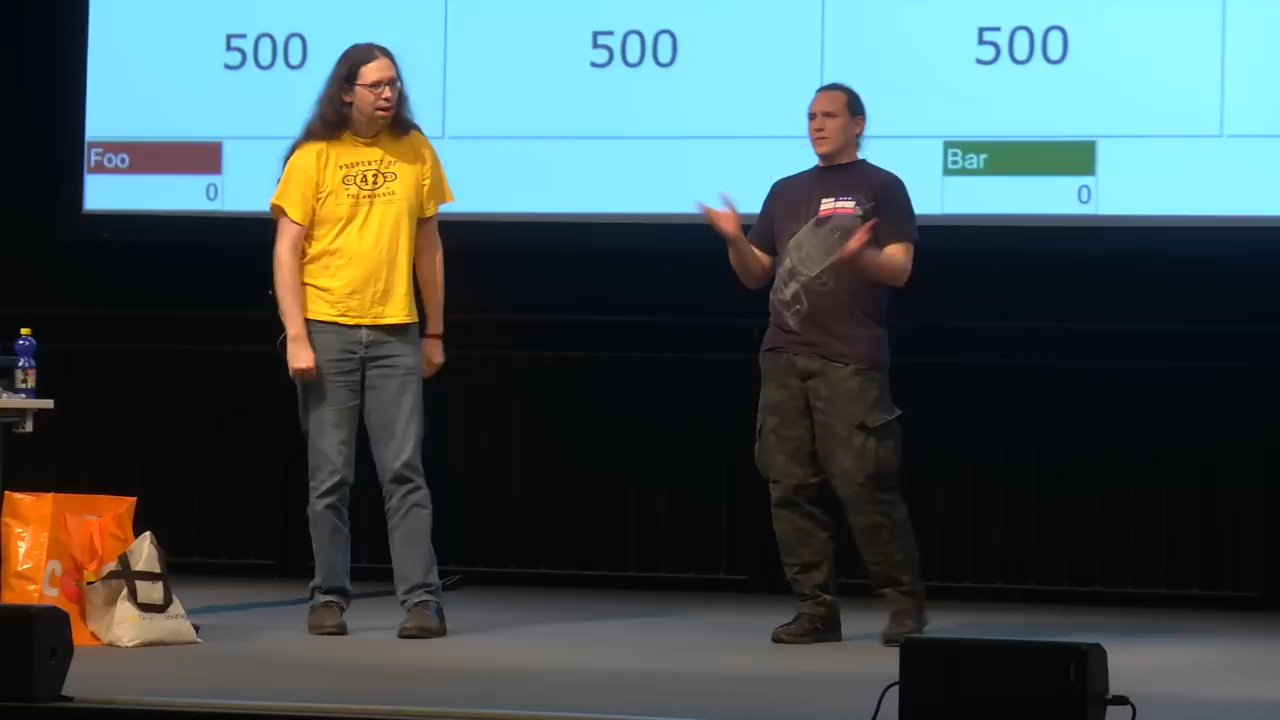 500 500 500
Foo
0
Bar
0
PROPERTY OF
42
THE UNIVERSE